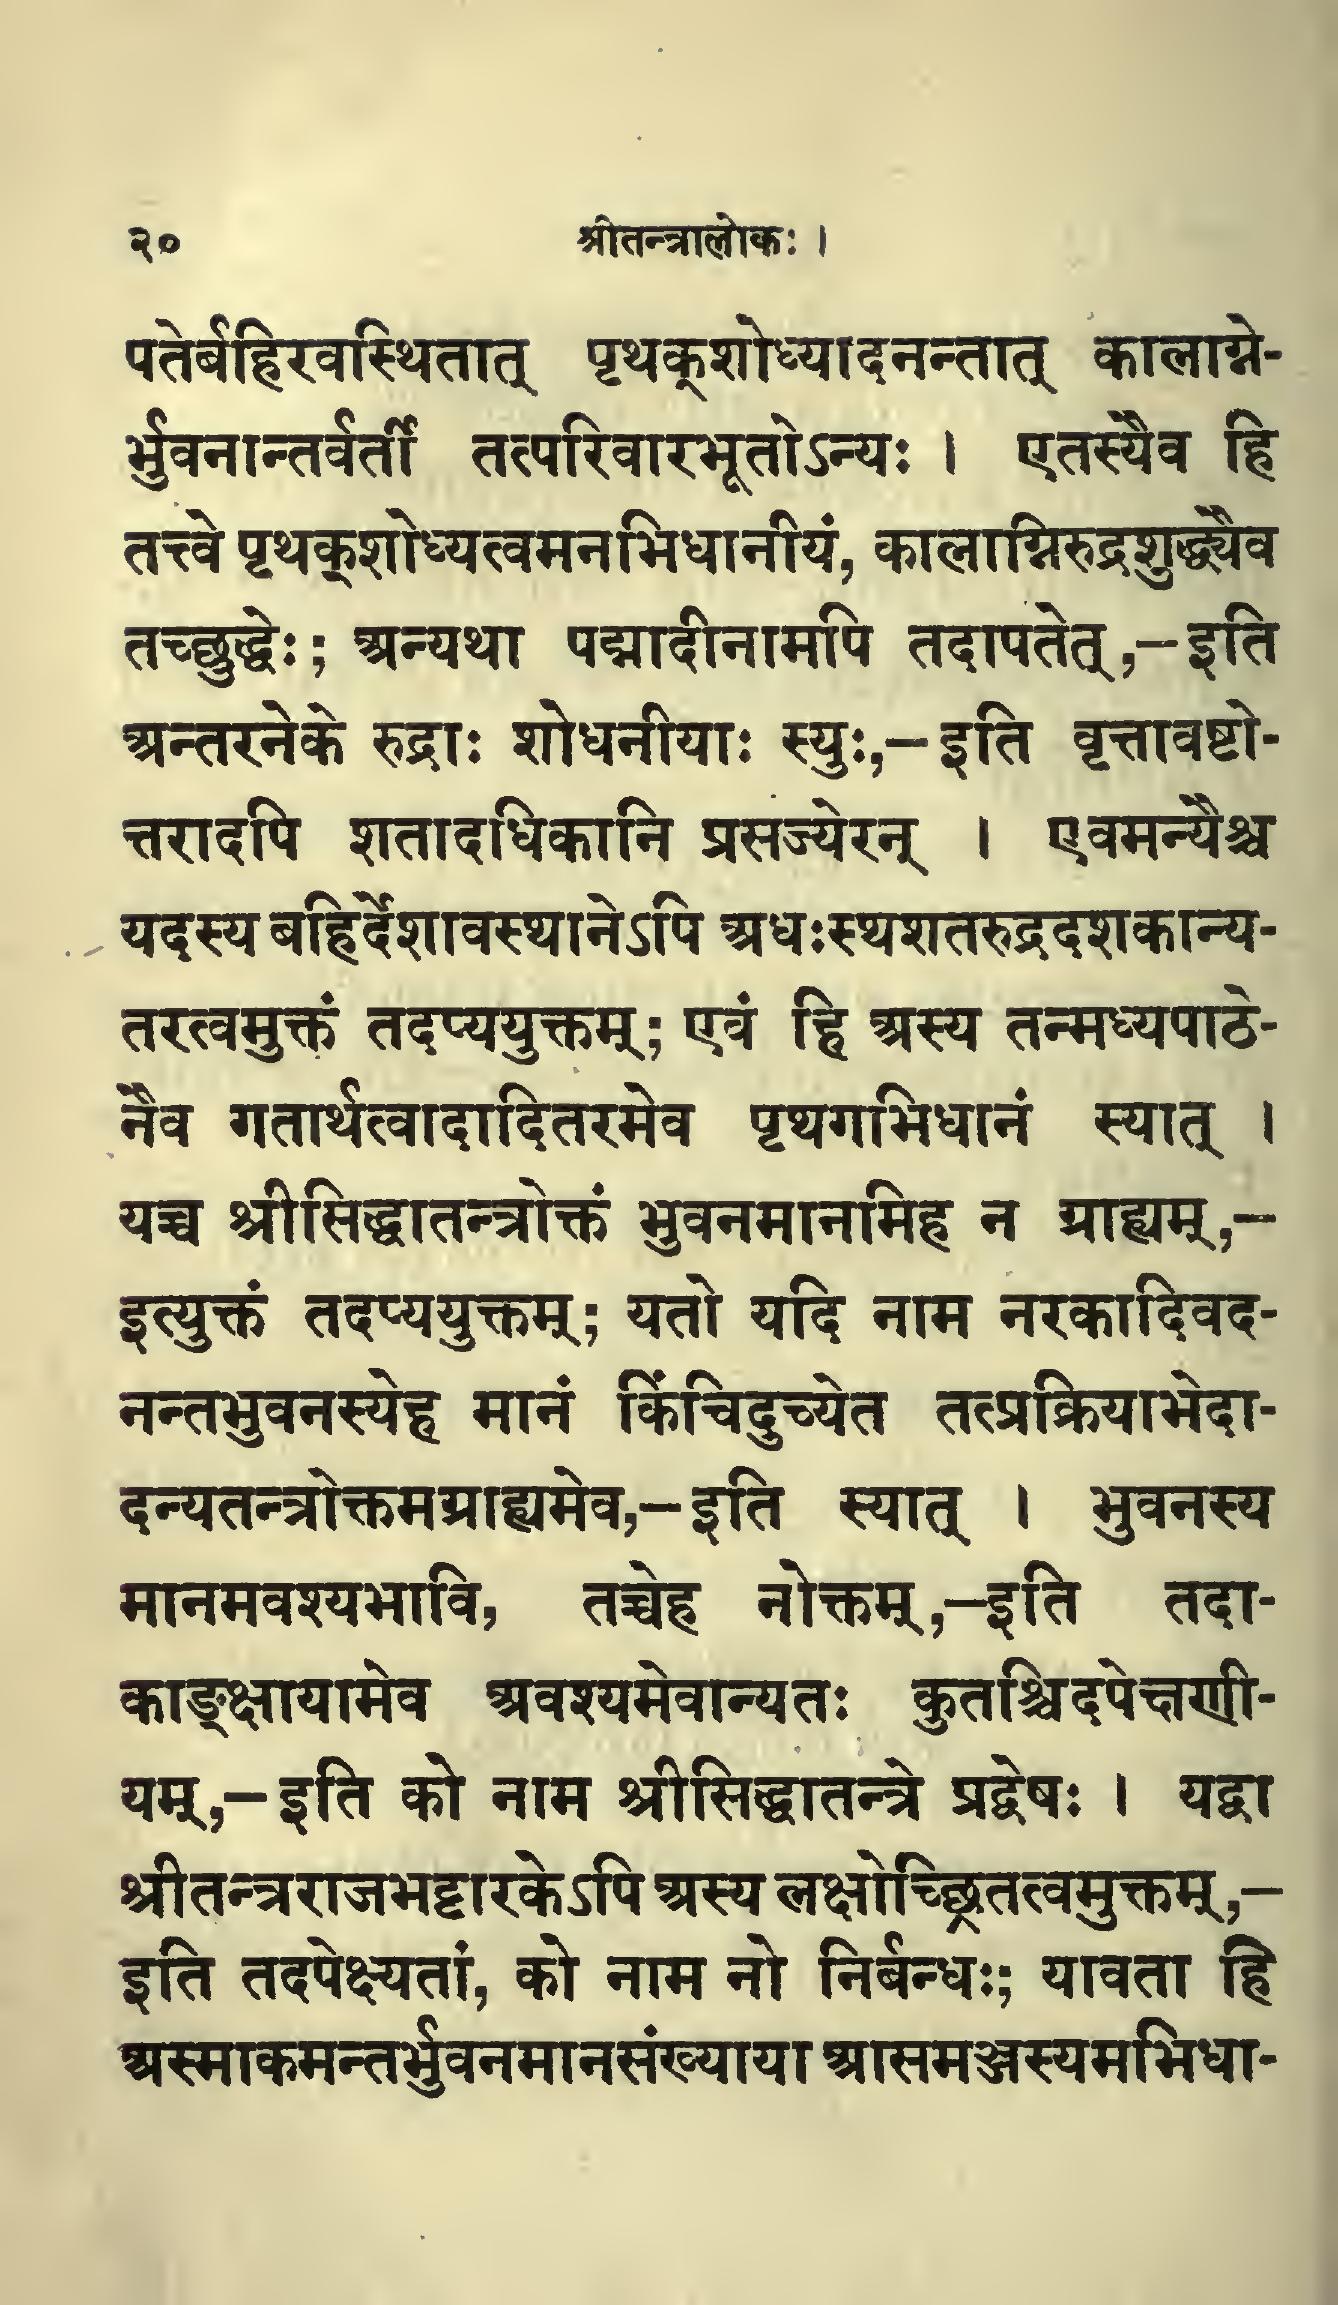 २० श्रीतन्त्रालोकः ।
पतेर्बहिरवस्थितात् पृथक्शोध्यादनन्तात् कालाग्ने-
र्भुवनान्तर्वर्ती तत्परिवारभूतोऽन्यः । एतस्यैव हि
तत्त्वे पृथक्शोध्यत्वमनभिधानीयं, कालाग्निरुद्रशुद्ध्यैव
तच्छुद्धेः; अन्यथा पद्मादीनामपि तदापतेत्,—इति
अन्तरनेके रुद्राः शोधनीयाः स्युः,—इति वृत्तावष्टो-
त्तरादपि शतादधिकानि प्रसज्येरन् । एवमन्यैश्च
यदस्य बहिर्देशावस्थानेऽपि अधःस्थशतरुद्रदशकान्य-
तरत्वमुक्तं तदप्ययुक्तम्; एवं हि अस्य तन्मध्यपाठे-
नैव गतार्थत्वादादितरमेव पृथगभिधानं स्यात् ।
यच्च श्रीसिद्धातन्त्रोक्तं भुवनमानमिह न ग्राह्यम्,—
इत्युक्तं तदप्ययुक्तम्; यतो यदि नाम नरकादिवद-
नन्तभुवनस्येह मानं किंचिदुच्येत तत्प्रक्रियाभेदा-
दन्यतन्त्रोक्तमग्राह्यमेव,—इति स्यात् । भुवनस्य
मानमवश्यभावि, तच्चेह नोक्तम्,—इति तदा-
काङ्क्षायामेव अवश्यमेवान्यतः कुतश्चिदपेक्षणी-
यम्,—इति को नाम श्रीसिद्धातन्त्रे प्रद्वेषः । यद्वा
श्रीतन्त्रराजभट्टारकेऽपि अस्य लक्षोच्छ्रितत्वमुक्तम्,—
इति तदपेक्ष्यतां, को नाम नो निर्बन्धः; यावता हि
अस्माकमन्तर्भुवनमानसंख्याया आसमञ्जस्यमभिधा-